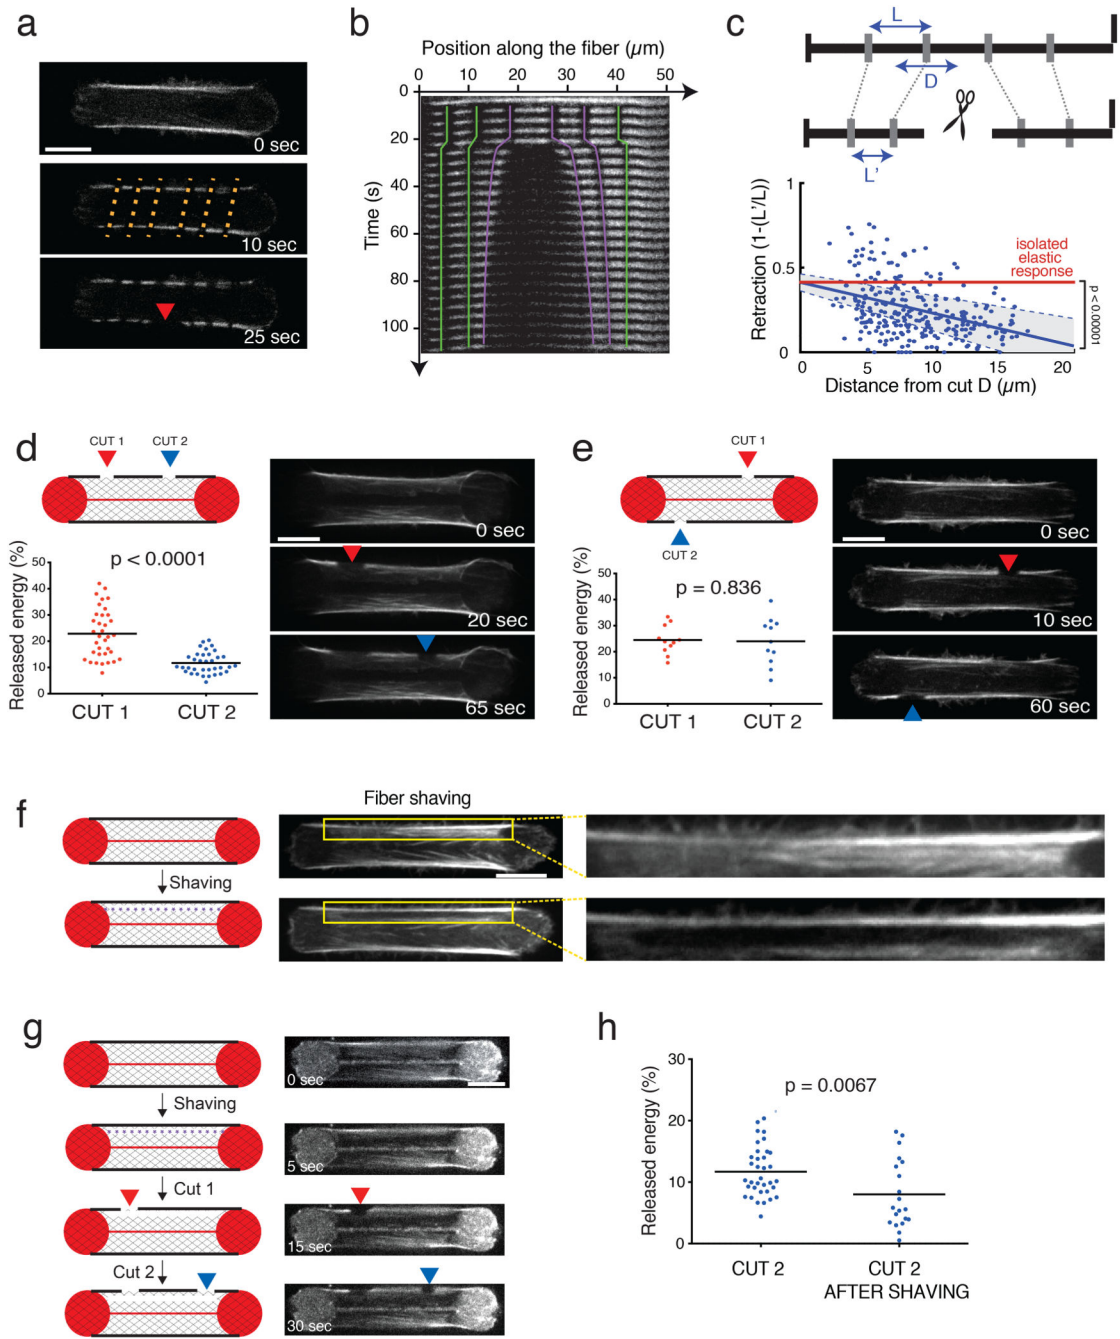 a
0 sec
10 sec
25 sec
b
Position along the fiber (μm)
0 10 20 30 40 50
Time (s)
0
20
40
60
80
100
c
L
D
L'
Retraction (1-(L'/L))
1
0.5
0
isolated
elastic
response
p < 0.00001
0 5 10 15 20
Distance from cut D (μm)
d
CUT 1 CUT 2
Released energy (%)
50
40
30
20
10
0
p < 0.0001
CUT 1 CUT 2
0 sec
20 sec
65 sec
e
CUT 1
CUT 2
Released energy (%)
50
40
30
20
10
0
p = 0.836
CUT 1 CUT 2
0 sec
10 sec
60 sec
f
Fiber shaving
Shaving
g
Shaving
Cut 1
Cut 2
0 sec
5 sec
15 sec
30 sec
h
Released energy (%)
30
20
10
0
p = 0.0067
CUT 2 CUT 2
AFTER SHAVING